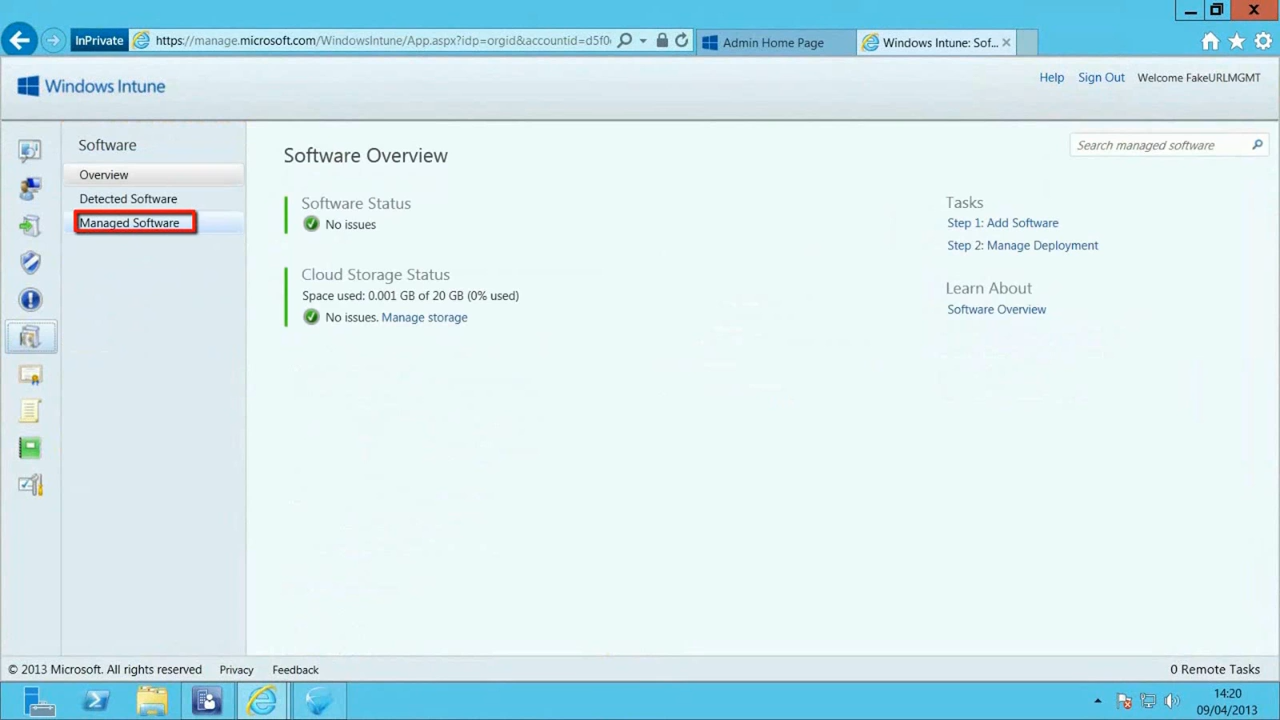 InPrivate
https://manage.microsoft.com/WindowsIntune/App.aspx?idp=orgid&accountid=d5f0
Admin Home Page
Windows Intune: Sof...
Windows Intune
Help
Sign Out
Welcome FakeURLMGMT
Software
Overview
Detected Software
Managed Software
Software Overview
Search managed software
Software Status
No issues
Cloud Storage Status
Space used: 0.001 GB of 20 GB (0% used)
No issues. Manage storage
Tasks
Step 1: Add Software
Step 2: Manage Deployment
Learn About
Software Overview
© 2013 Microsoft. All rights reserved
Privacy
Feedback
0 Remote Tasks
14:20
09/04/2013